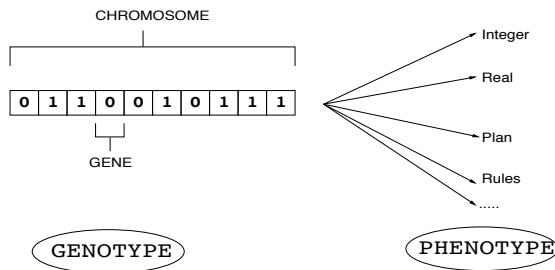 CHROMOSOME
0 1 1 0 0 1 0 1 1 1
GENE
GENOTYPE
Integer
Real
Plan
Rules
.....
PHENOTYPE